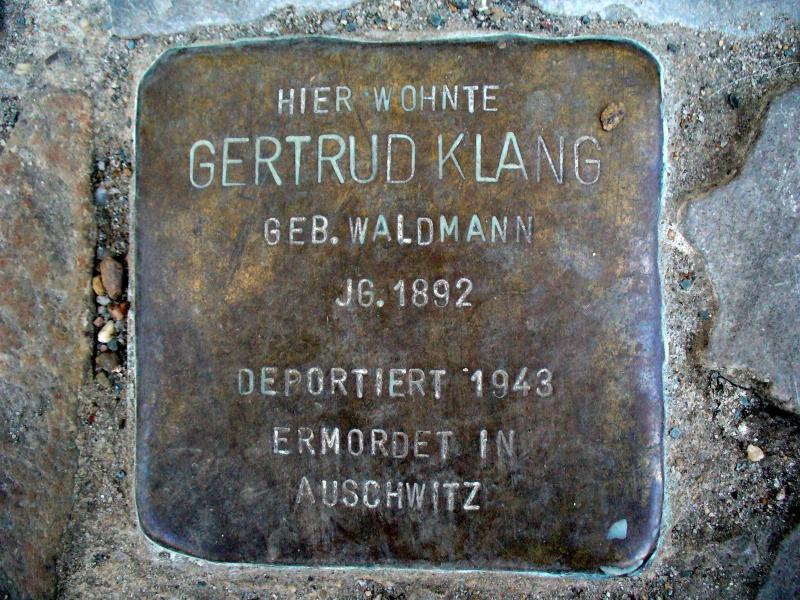 HIER WOHNTE
GERTRUD KLANG
GEB. WALDMANN
JG. 1892
DEPORTIERT 1943
ERMORDET IN
AUSCHWITZ